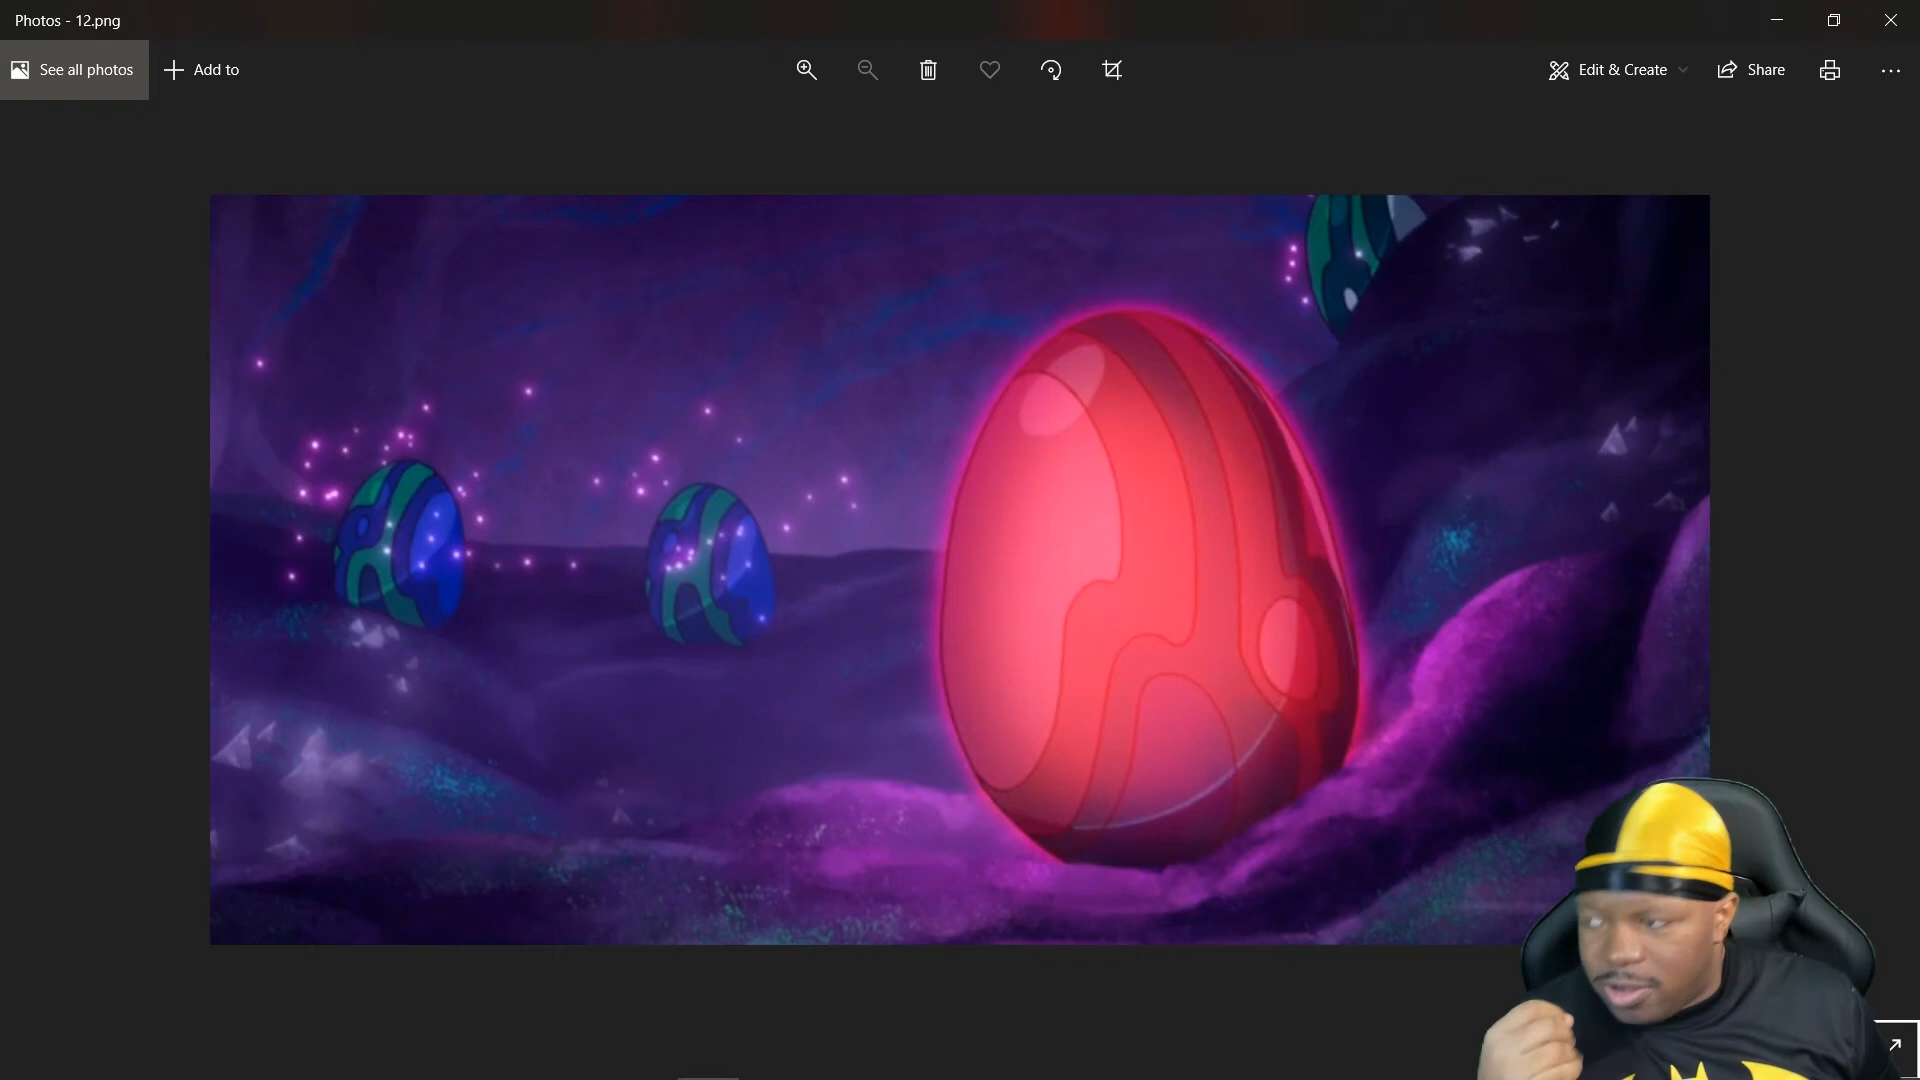 Photos - 12.png
See all photos
Add to
Edit & Create
Share